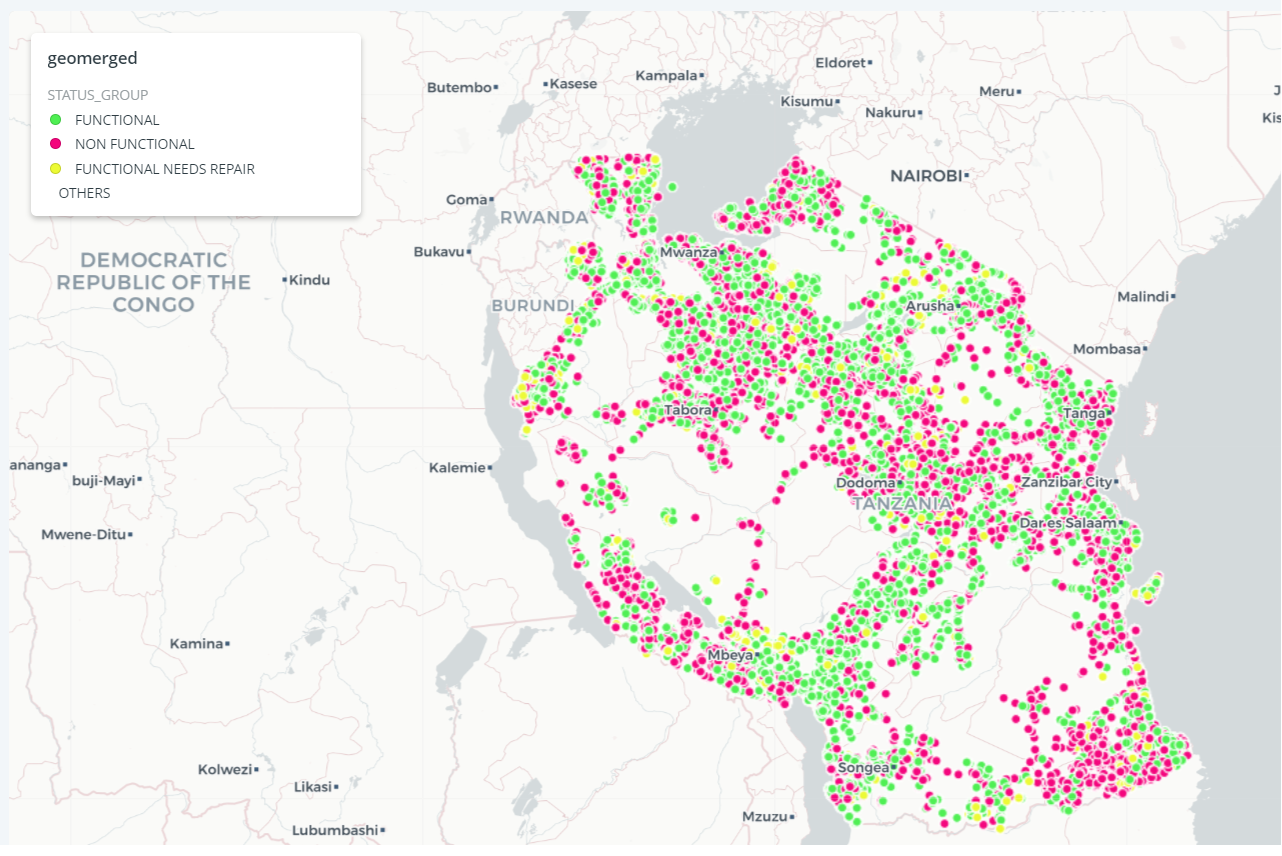 geomerged
STATUS_GROUP
FUNCTIONAL
NON FUNCTIONAL
FUNCTIONAL NEEDS REPAIR
OTHERS
Eldoret
Kampala
Kasese
Butembo
Meru
Kisumu
Nakuru
Kis
NAIROBI
Goma
RWANDA
Bukavu
Mwanza
DEMOCRATIC
REPUBLIC OF THE
CONGO
Kindu
Malindi
BURUNDI
Arusha
Mombasa
Tabora
Tanga
ananga
Kalemie
buji-Mayi
Dodoma
Zanzibar City
TANZANIA
Dar es Salaam
Mwene-Ditu
Kamina
Mbeya
Kolwezi
Songea
Likasi
Mzuzu
Lubumbashi